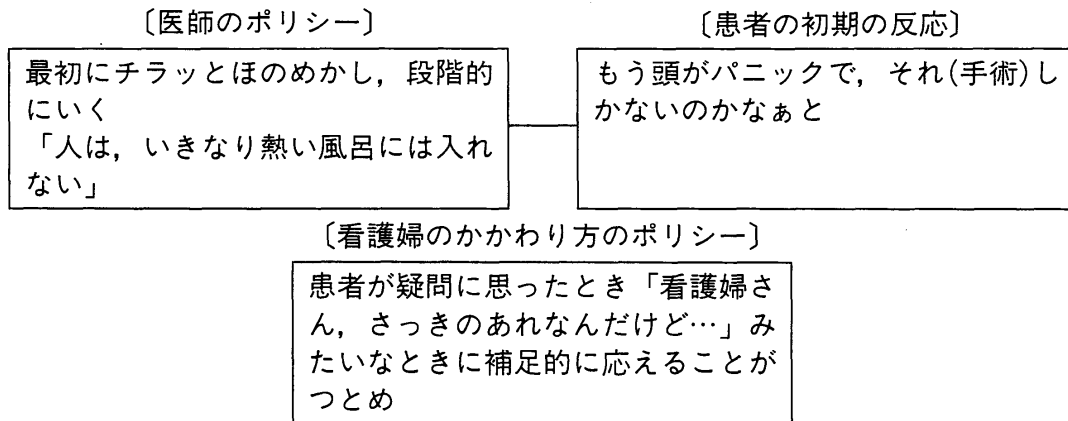 〔医師のポリシー〕
最初にチラッとほのめかし，段階的
にいく
「人は，いきなり熱い風呂には入れ
ない」
〔患者の初期の反応〕
もう頭がパニックで，それ(手術)し
かないのかなぁと
〔看護婦のかかわり方のポリシー〕
患者が疑問に思ったとき「看護婦さ
ん，さっきのあれなんだけど…」み
たいなときに補足的に応えることが
つとめ